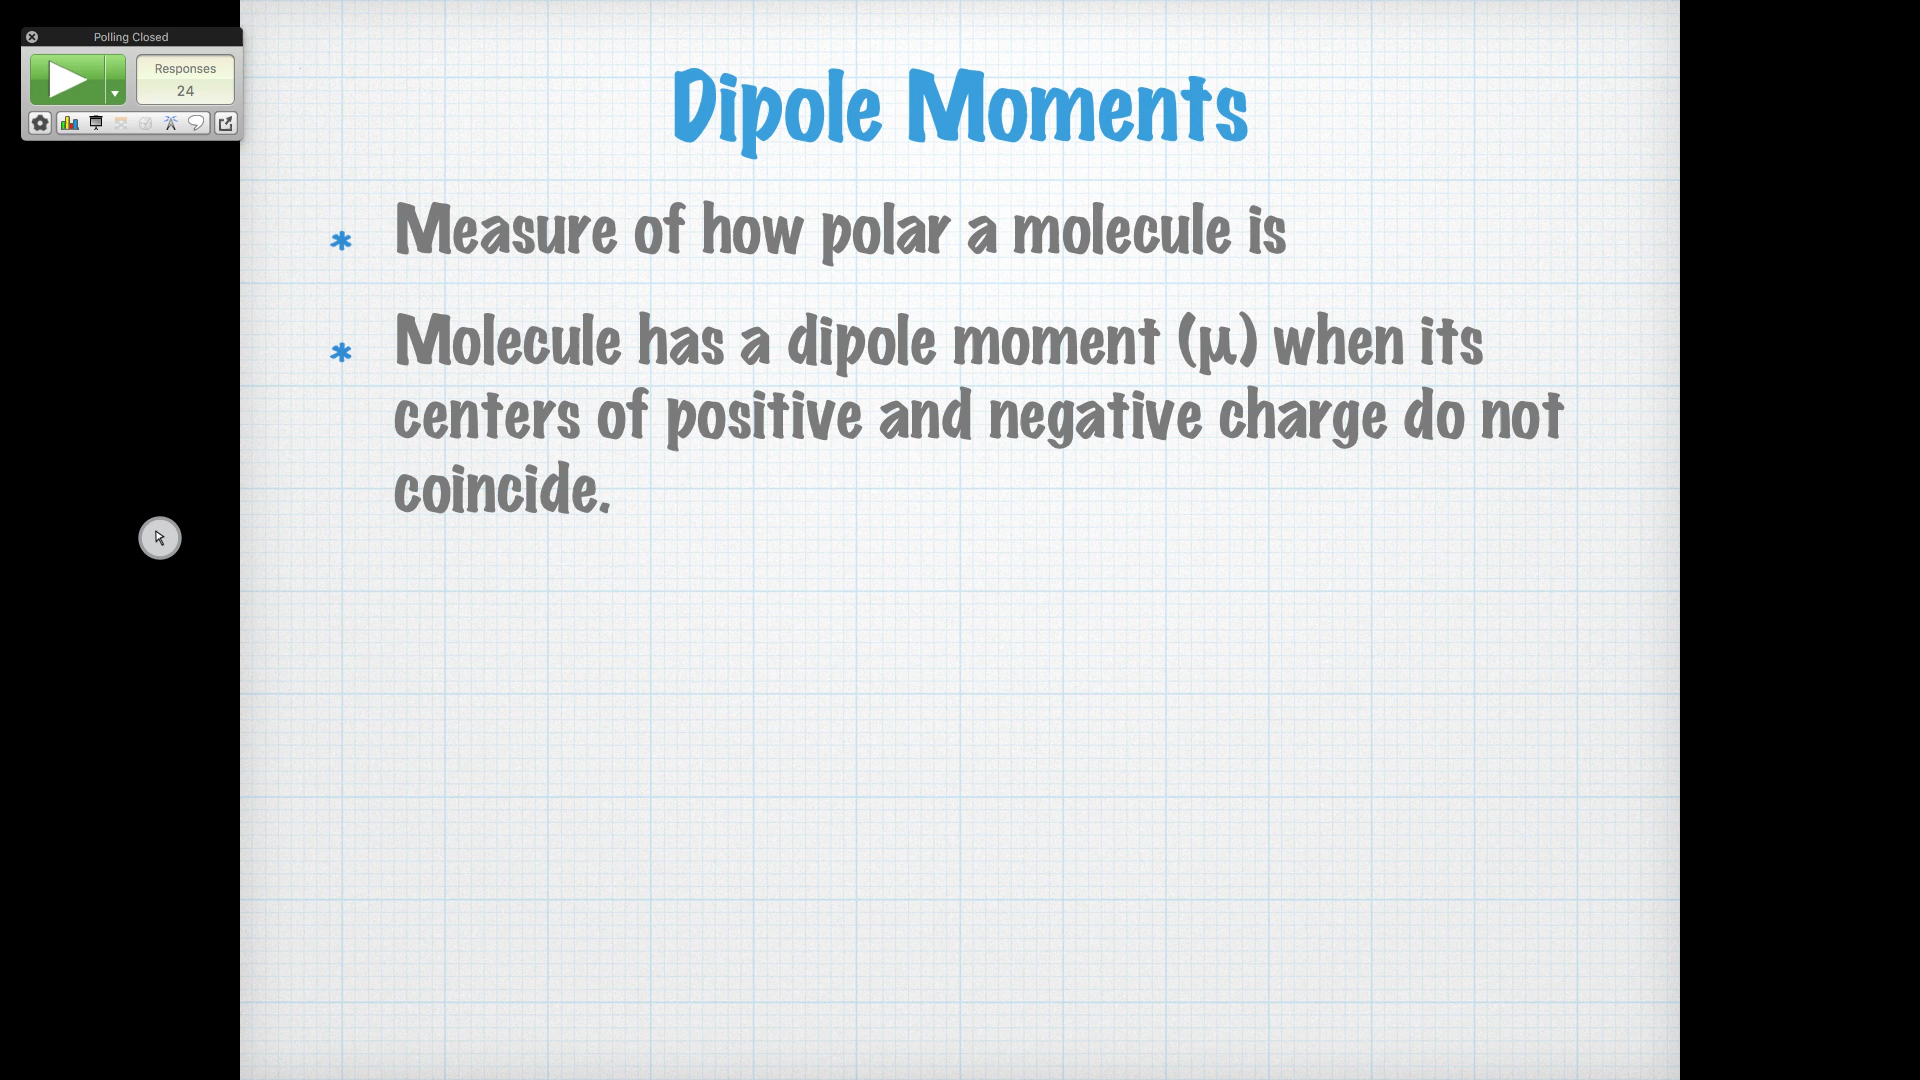 Polling Closed
Responses
24
Dipole Moments
* Measure of how polar a molecule is
* Molecule has a dipole moment (µ) when its
centers of positive and negative charge do not
coincide.